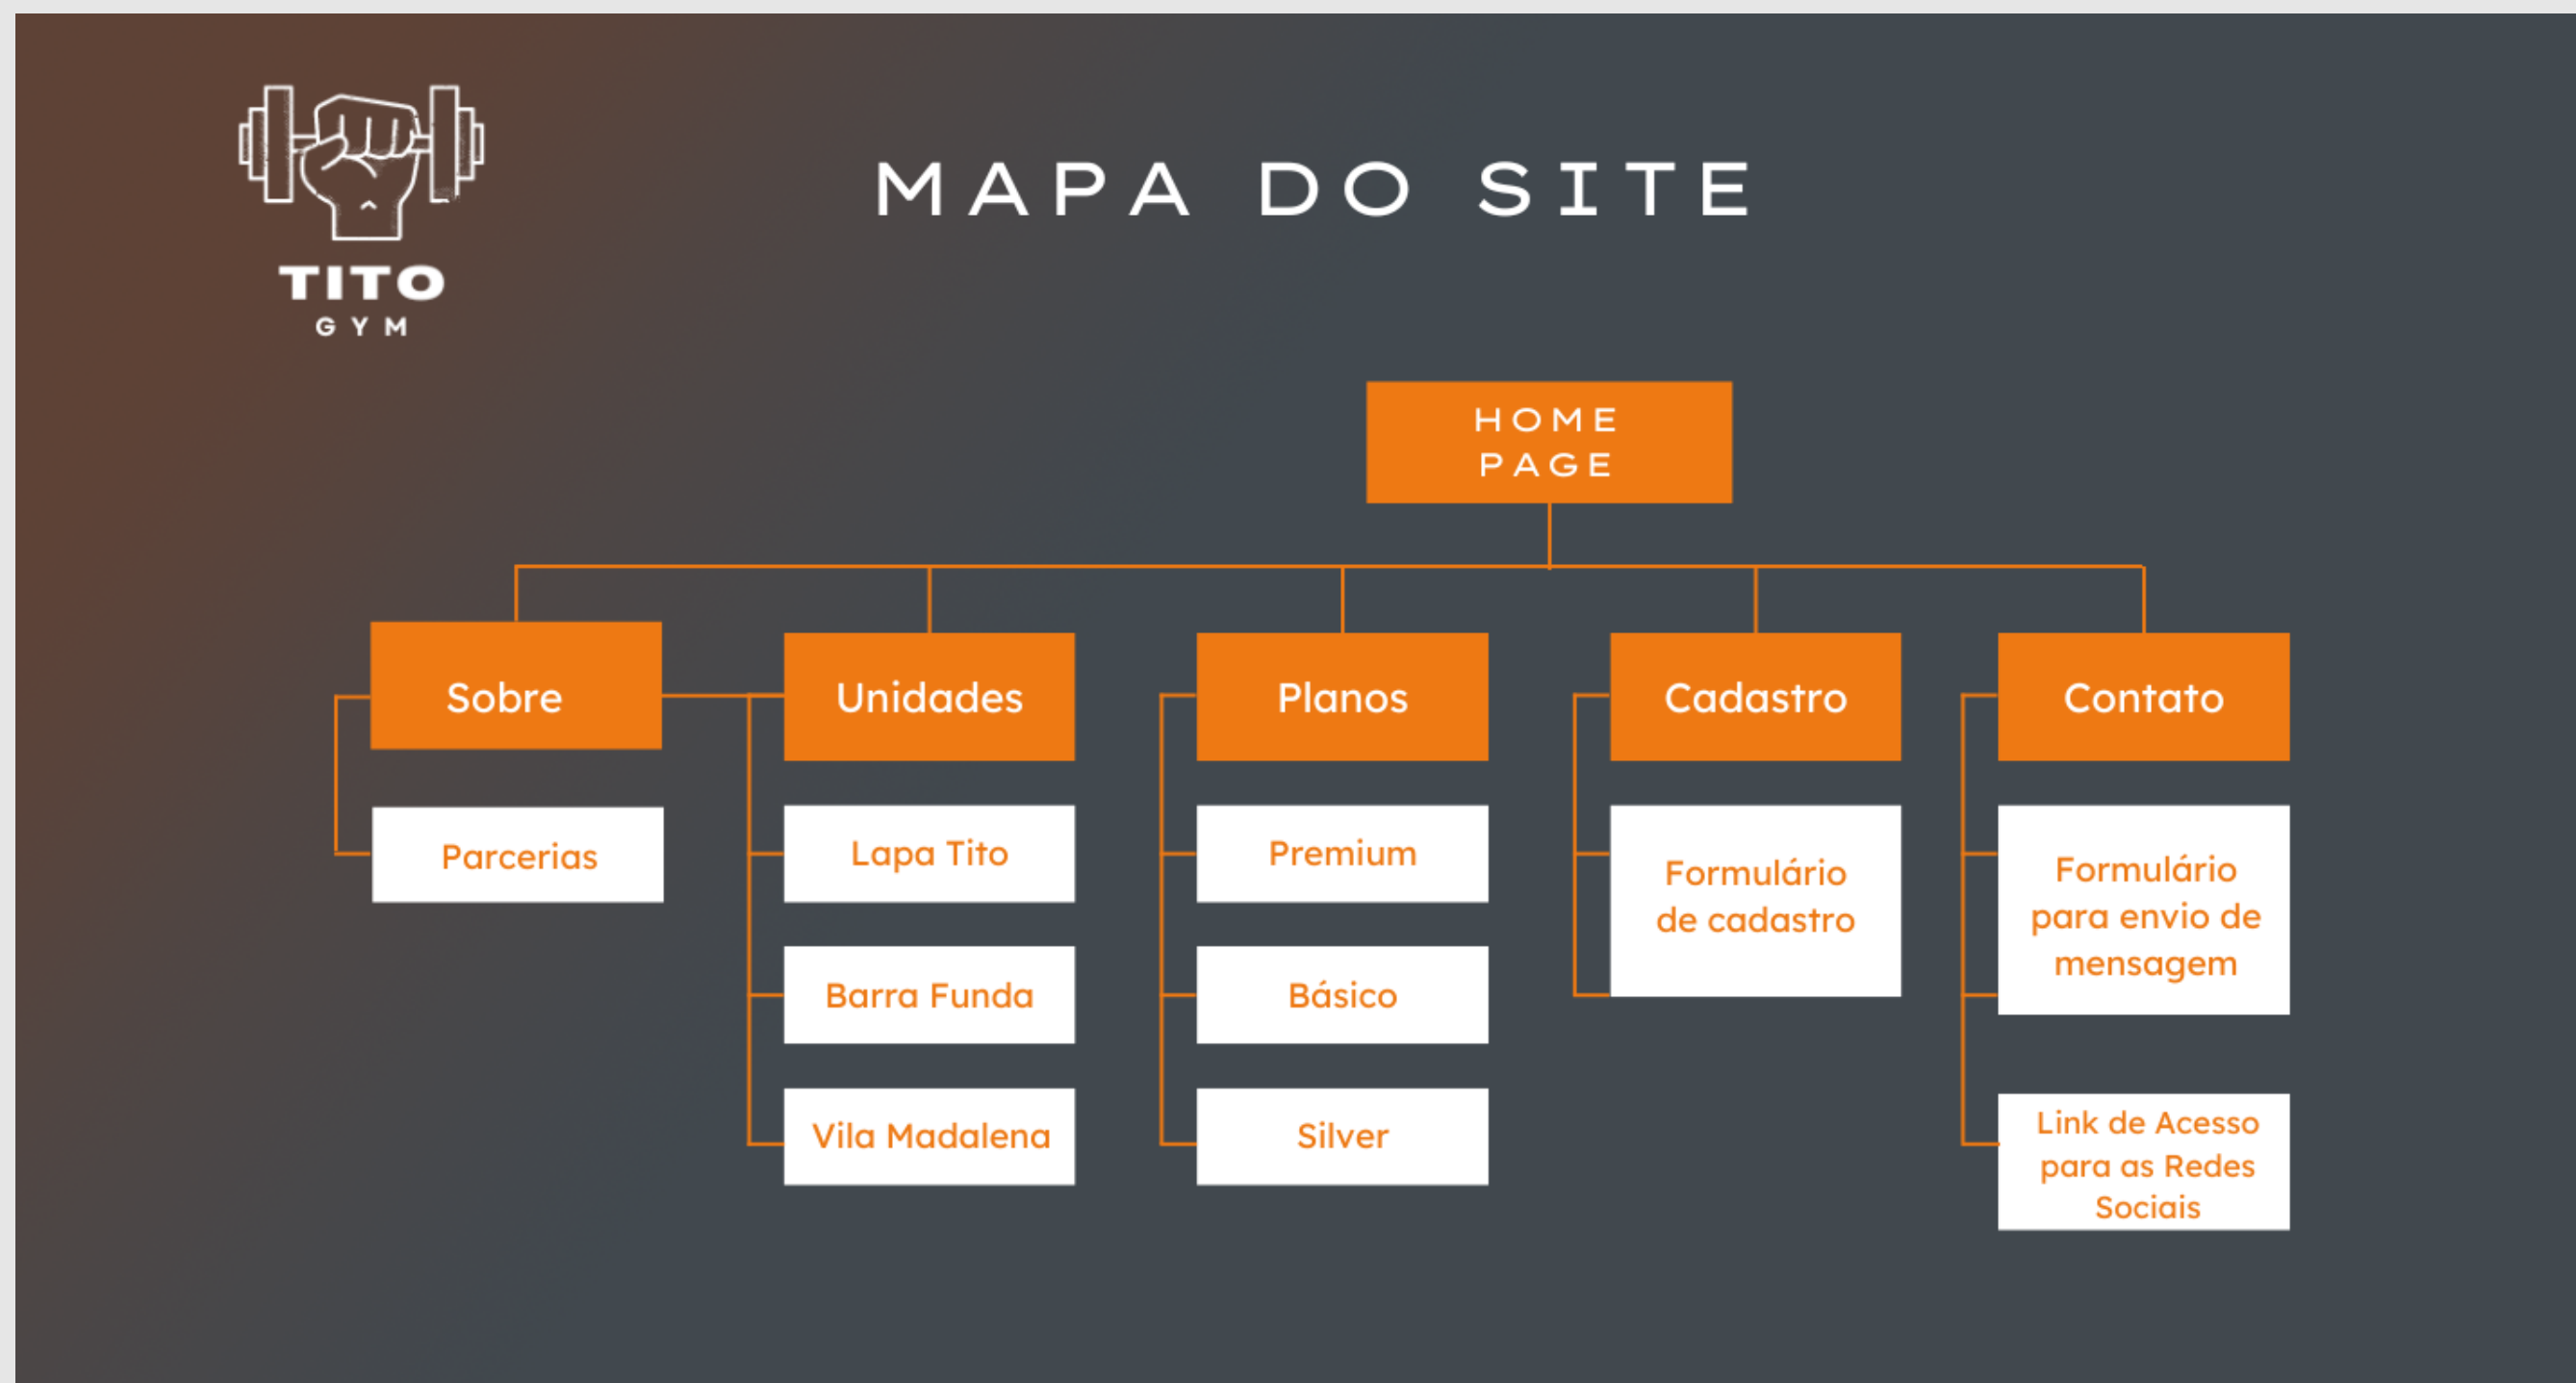 TITO
GYM
MAPA DO SITE
HOME
PAGE
Sobre
Unidades
Planos
Cadastro
Contato
Parcerias
Lapa Tito
Barra Funda
Vila Madalena
Premium
Básico
Silver
Formulário
de cadastro
Formulário
para envio de
mensagem
Link de Acesso
para as Redes
Sociais